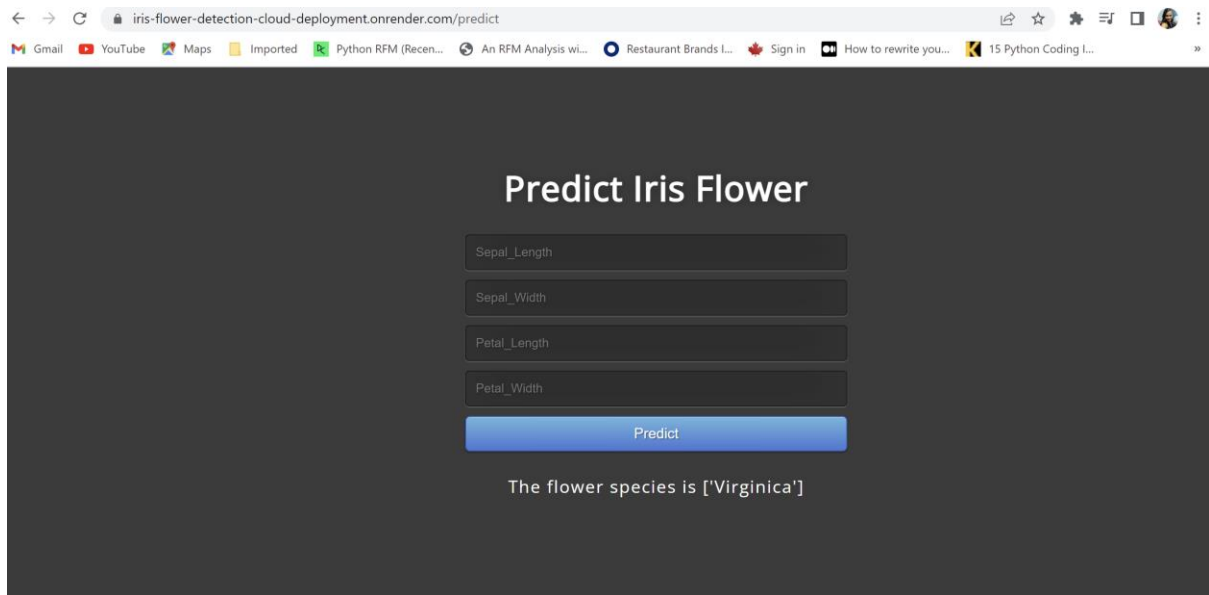 iris-flower-detection-cloud-deployment.onrender.com/predict
Gmail YouTube Maps Imported Python RFM (Recen... An RFM Analysis wi... Restaurant Brands I... Sign in How to rewrite you... 15 Python Coding I... »
Predict Iris Flower
Sepal_Length
Sepal_Width
Petal_Length
Petal_Width
Predict
The flower species is ['Virginica']